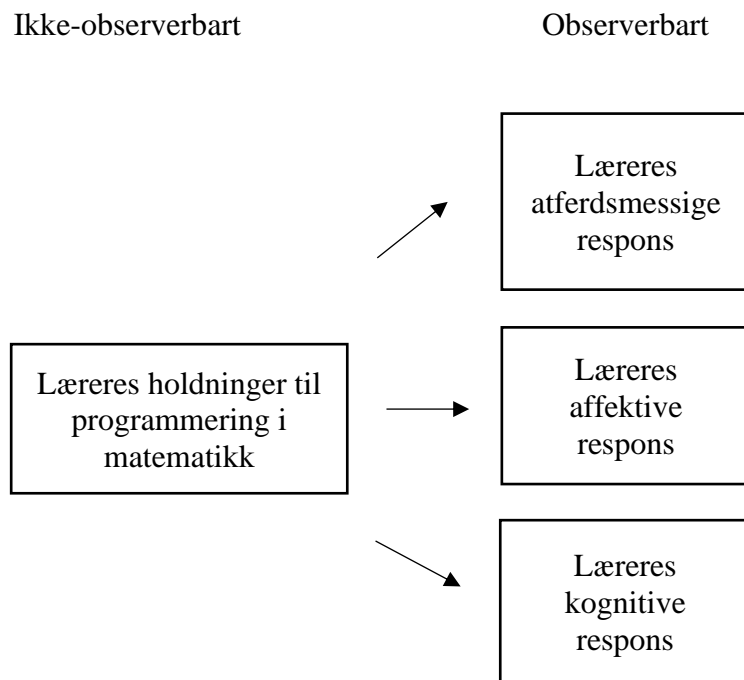 Ikke-observerbart
Observerbart
Læreres
atferdsmessige
respons
Læreres holdninger til
programmering i
matematikk
Læreres
affektive
respons
Læreres
kognitive
respons